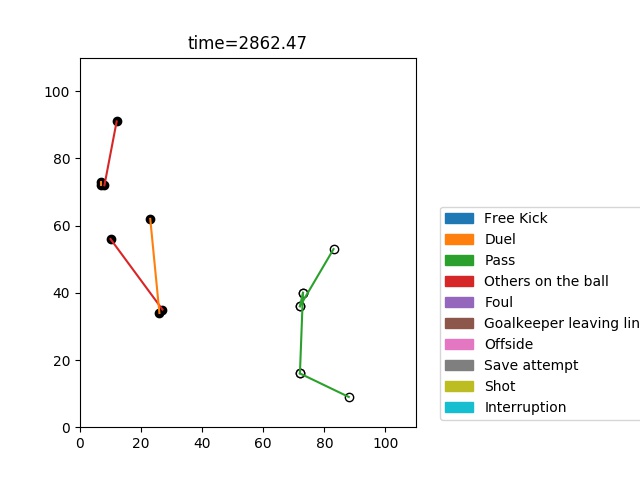 time=2862.47
100
80
60
40
20
0
0 20 40 60 80 100
Free Kick
Duel
Pass
Others on the ball
Foul
Goalkeeper leaving lin
Offside
Save attempt
Shot
Interruption